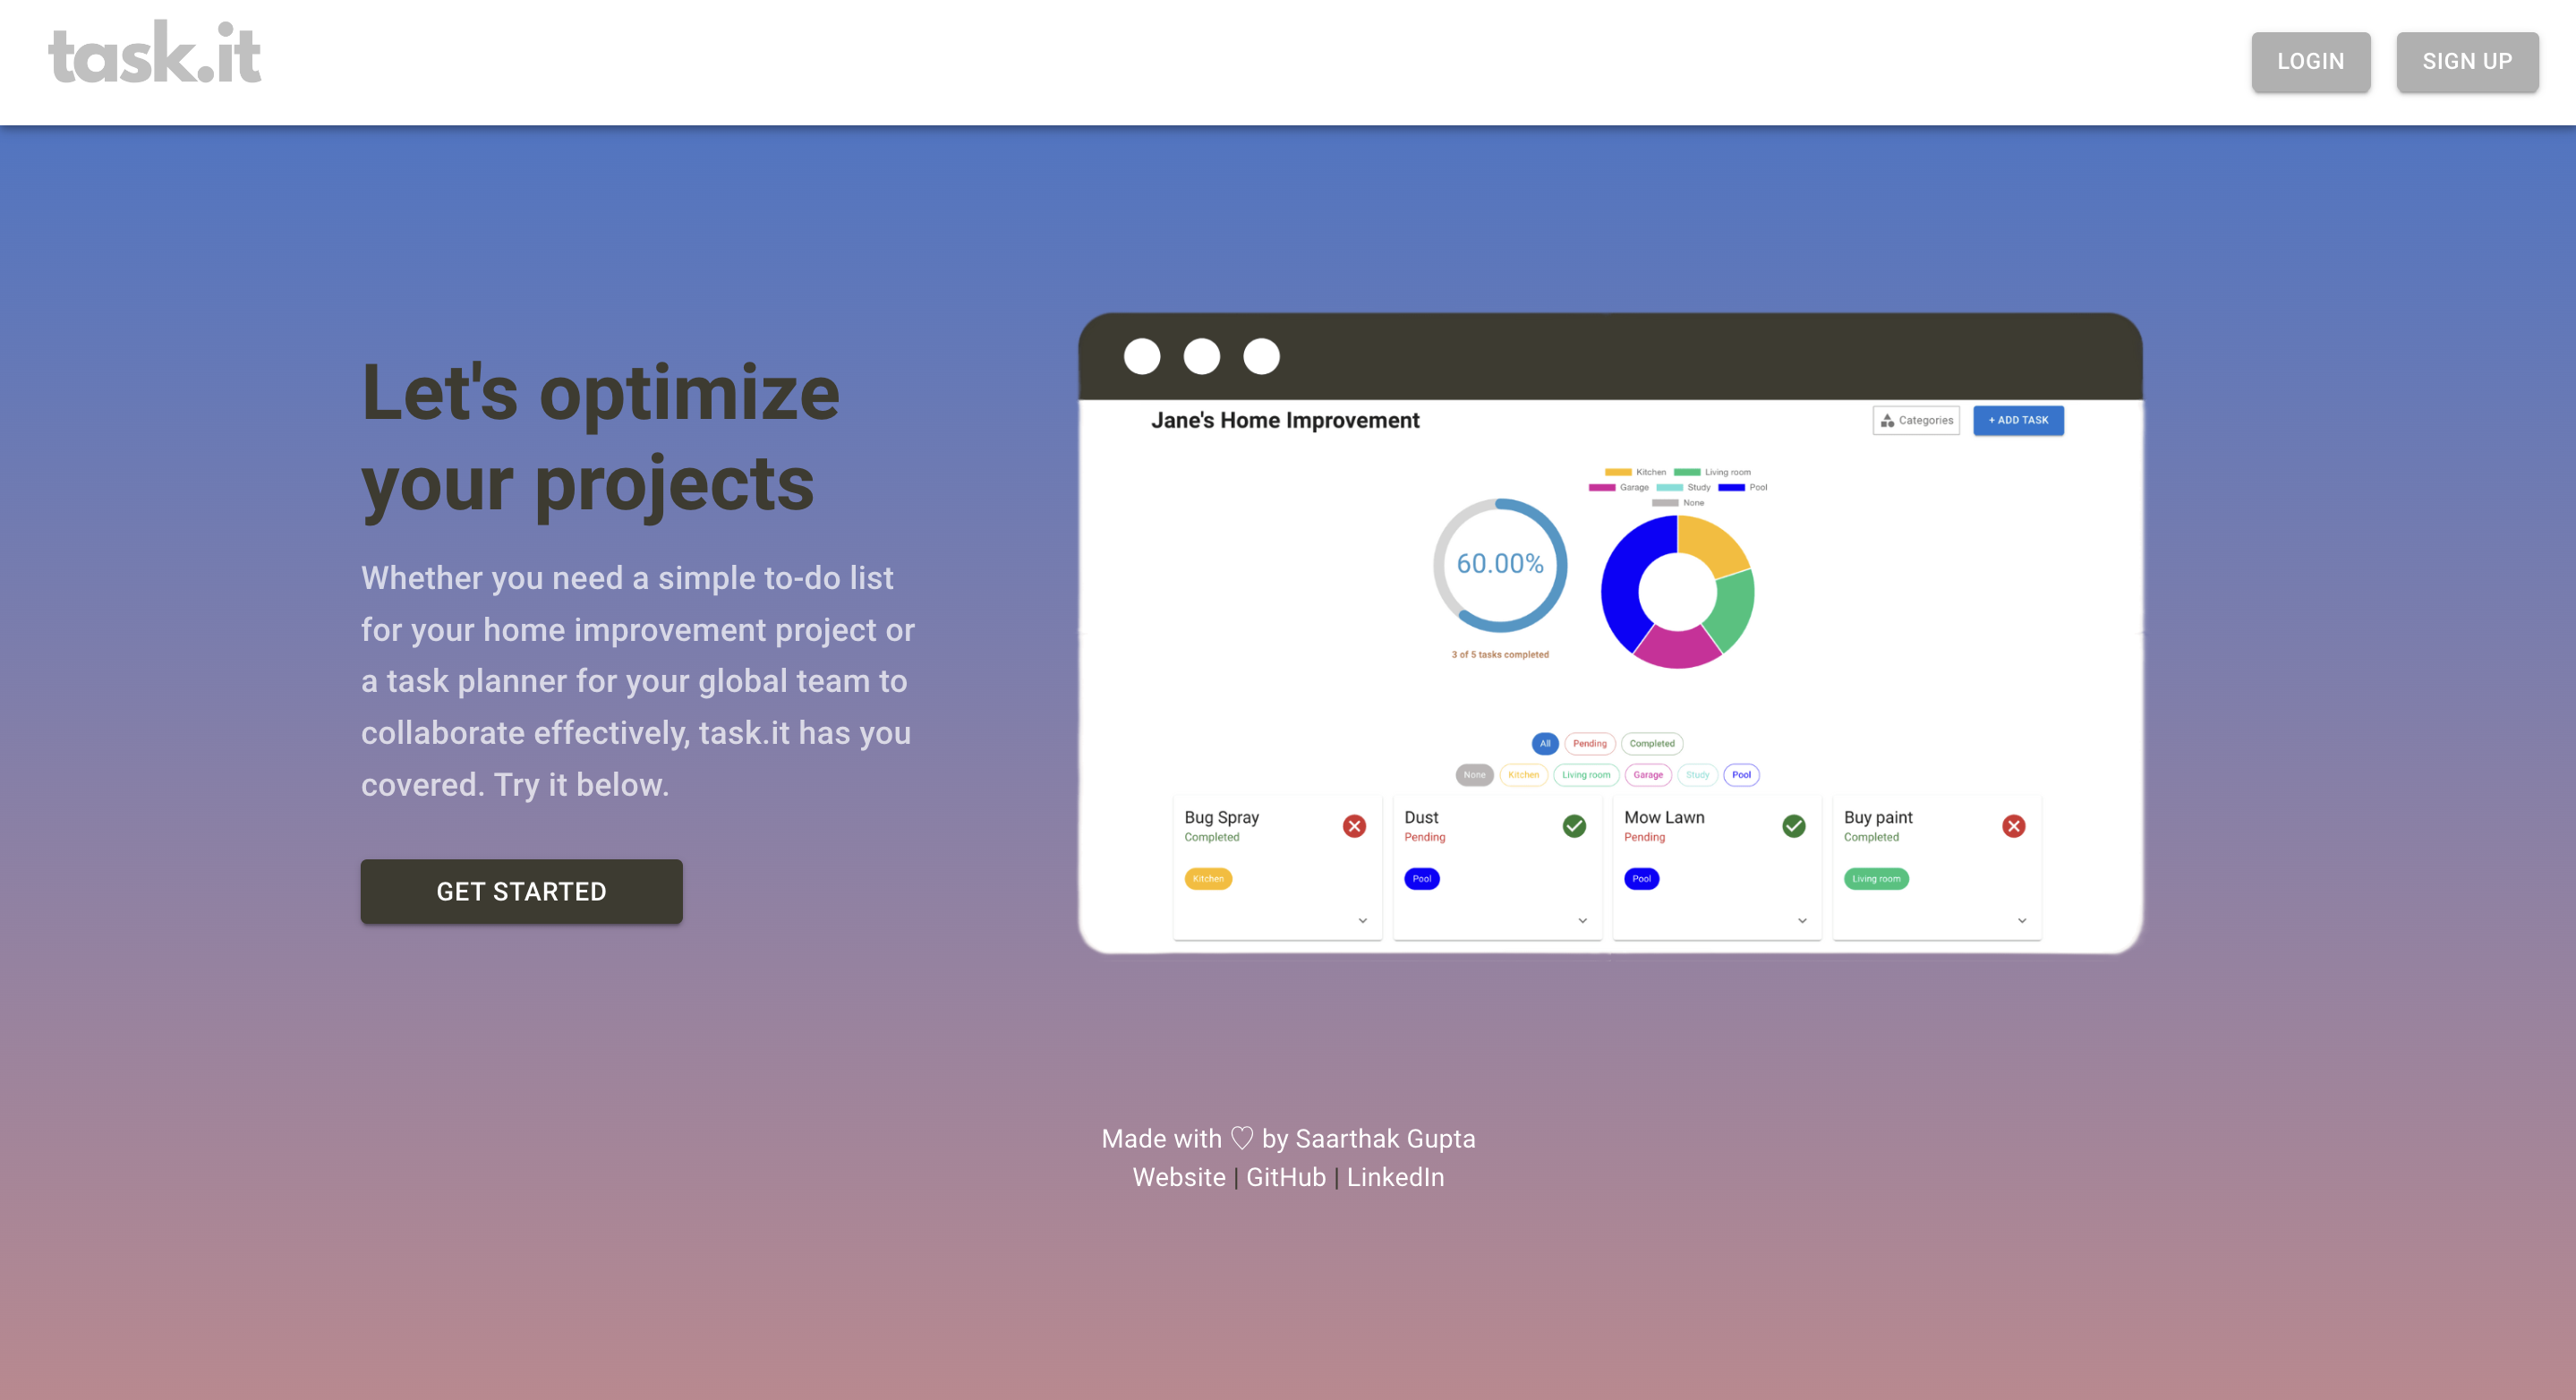 task.it
LOGIN
SIGN UP
Let's optimize
your projects
Whether you need a simple to-do list
for your home improvement project or
a task planner for your global team to
collaborate effectively, task.it has you
covered. Try it below.
GET STARTED
Jane's Home Improvement
Categories
+ ADD TASK
Kitchen Living room
Garage Study Pool
None
60.00%
3 of 5 tasks completed
All Pending Completed
None Kitchen Living room Garage Study Pool
Bug Spray
Completed
Kitchen
Dust
Pending
Pool
Mow Lawn
Pending
Pool
Buy paint
Completed
Living room
Made with ♡ by Saarthak Gupta
Website | GitHub | LinkedIn